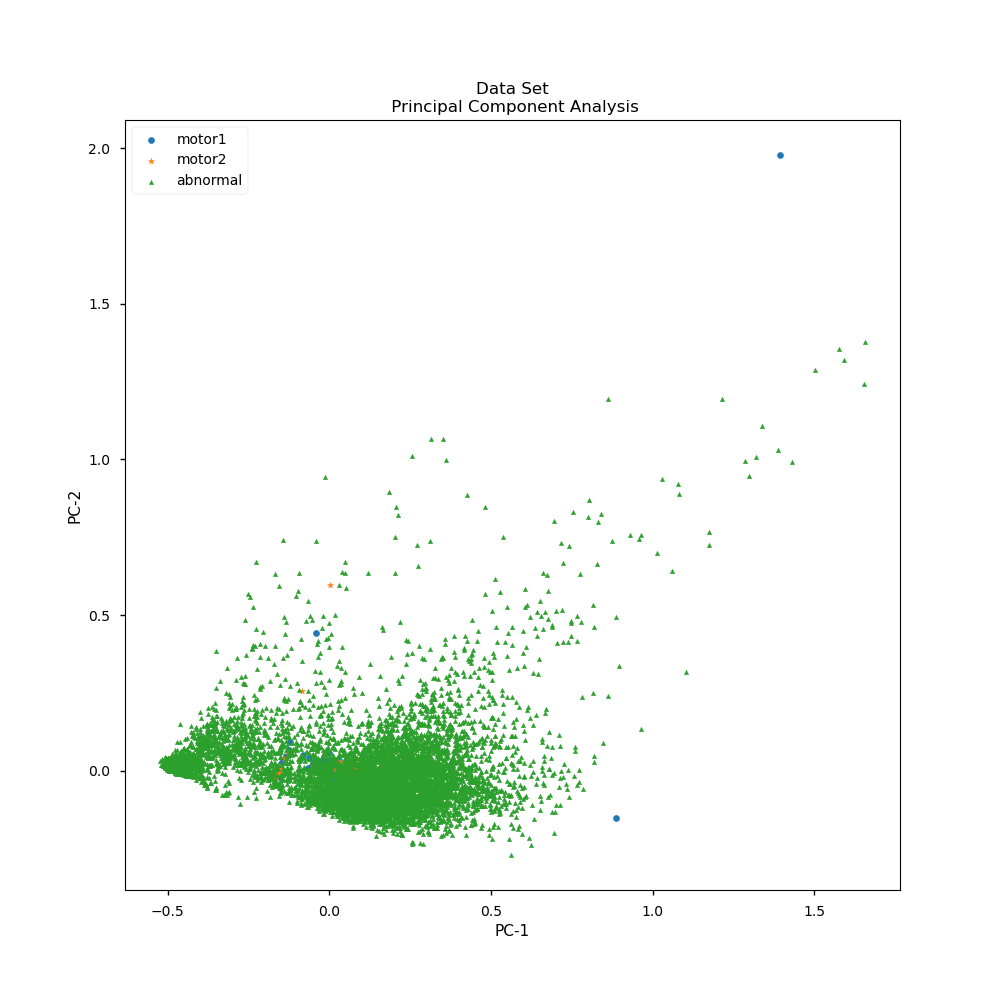 Data Set
Principal Component Analysis
motor1
motor2
abnormal
2.0
1.5
1.0
0.5
0.0
PC-2
−0.5
0.0
0.5
1.0
1.5
PC-1